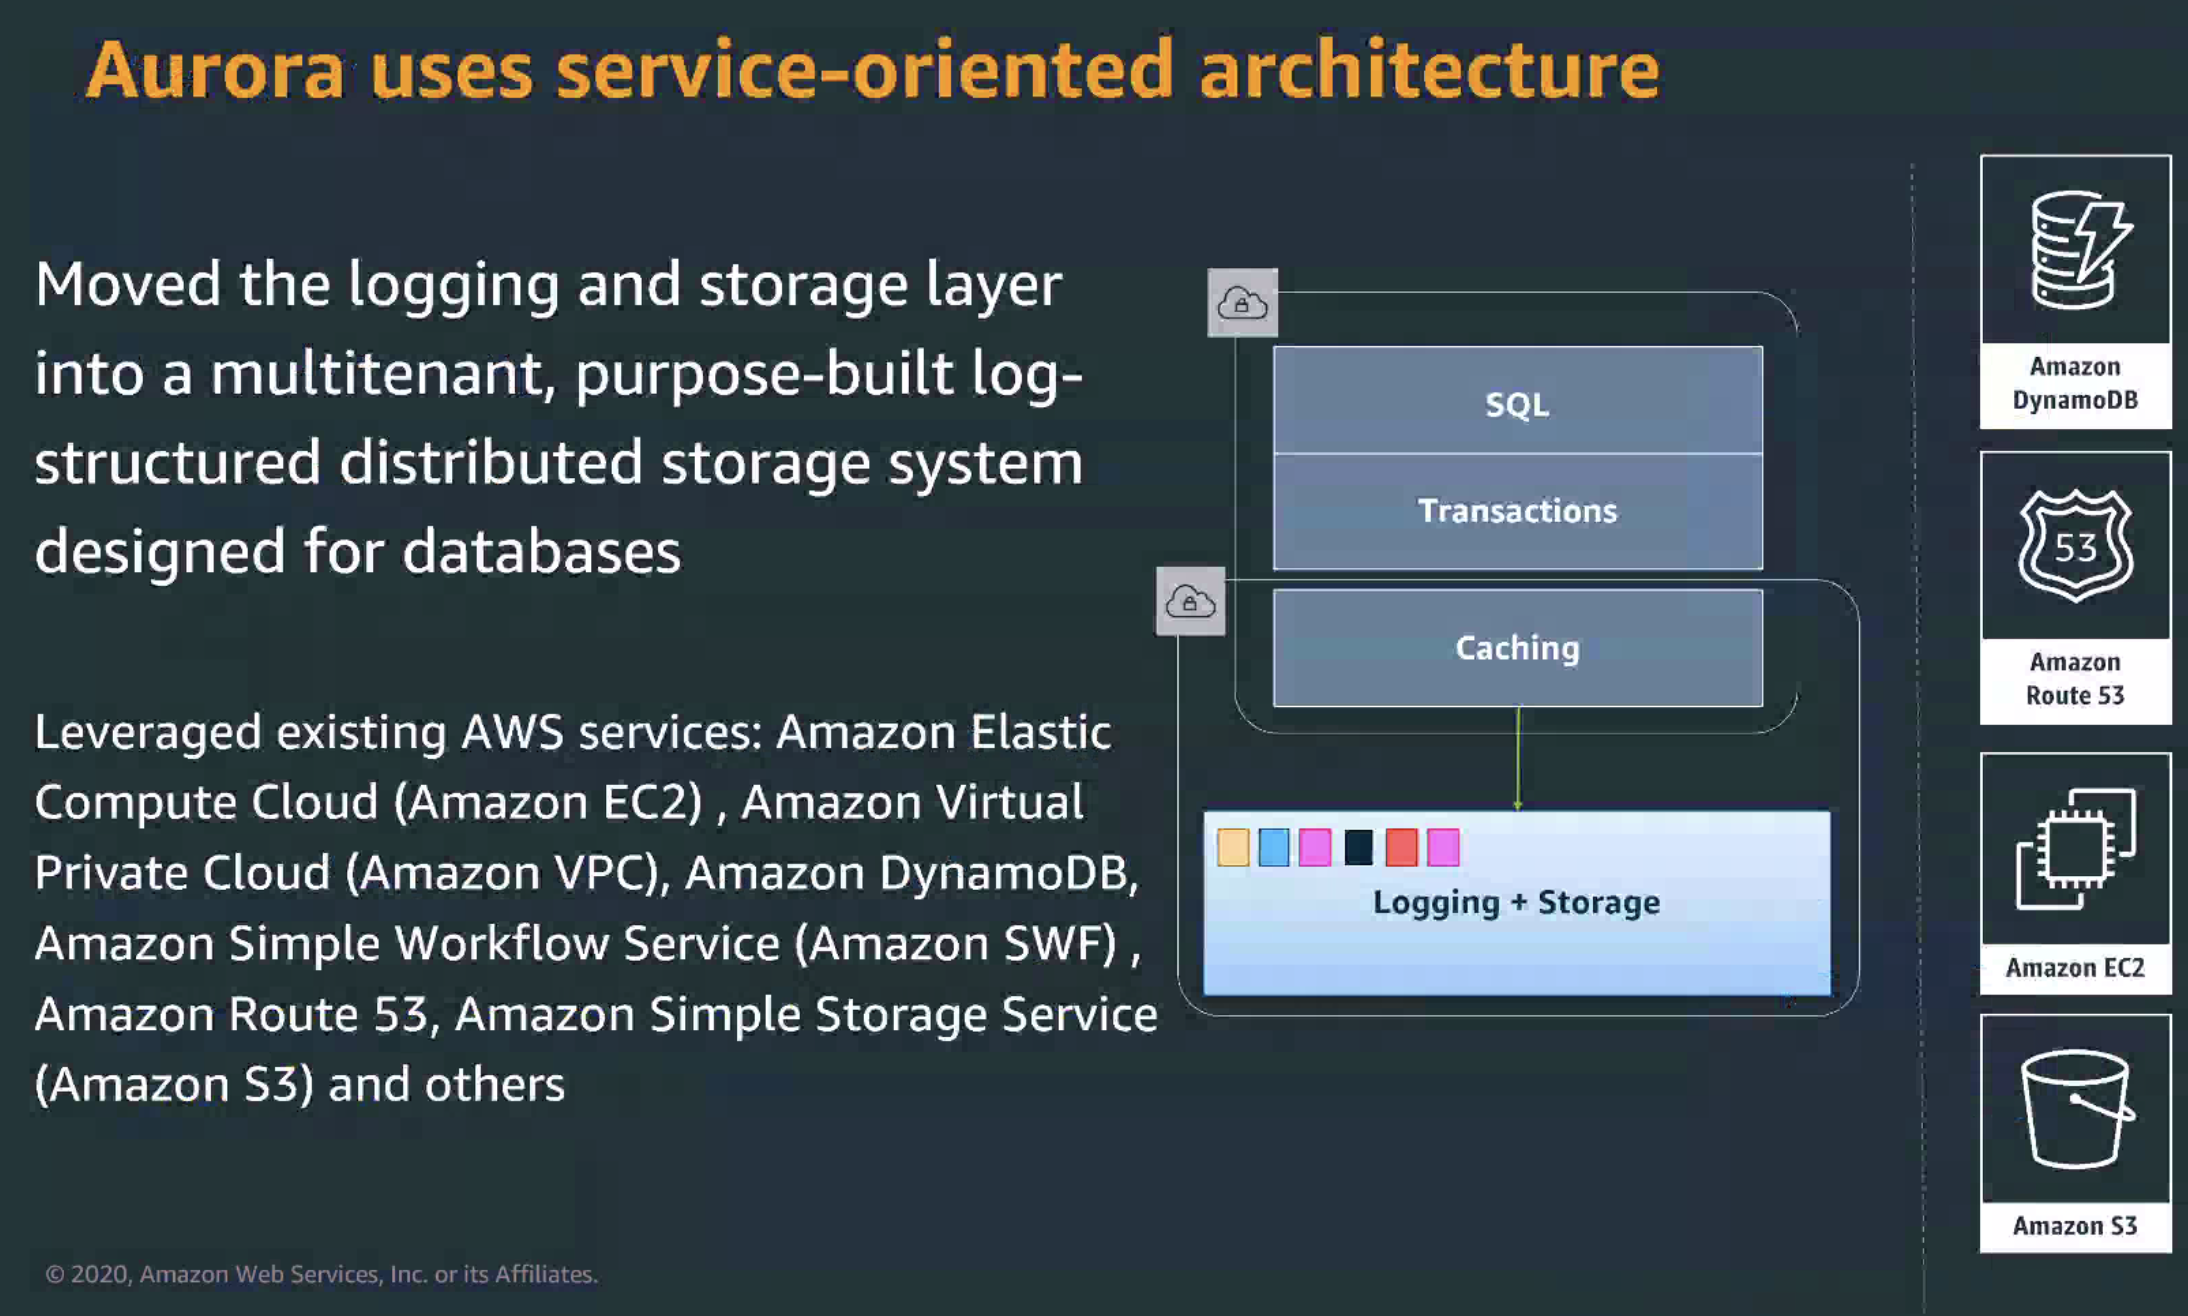 Aurora uses service-oriented architecture
Moved the logging and storage layer
into a multitenant, purpose-built log-
structured distributed storage system
designed for databases
Leveraged existing AWS services: Amazon Elastic
Compute Cloud (Amazon EC2) , Amazon Virtual
Private Cloud (Amazon VPC), Amazon DynamoDB,
Amazon Simple Workflow Service (Amazon SWF) ,
Amazon Route 53, Amazon Simple Storage Service
(Amazon S3) and others
SQL
Transactions
Caching
Logging + Storage
Amazon
DynamoDB
53
Amazon
Route 53
Amazon EC2
Amazon S3
© 2020, Amazon Web Services, Inc. or its Affiliates.